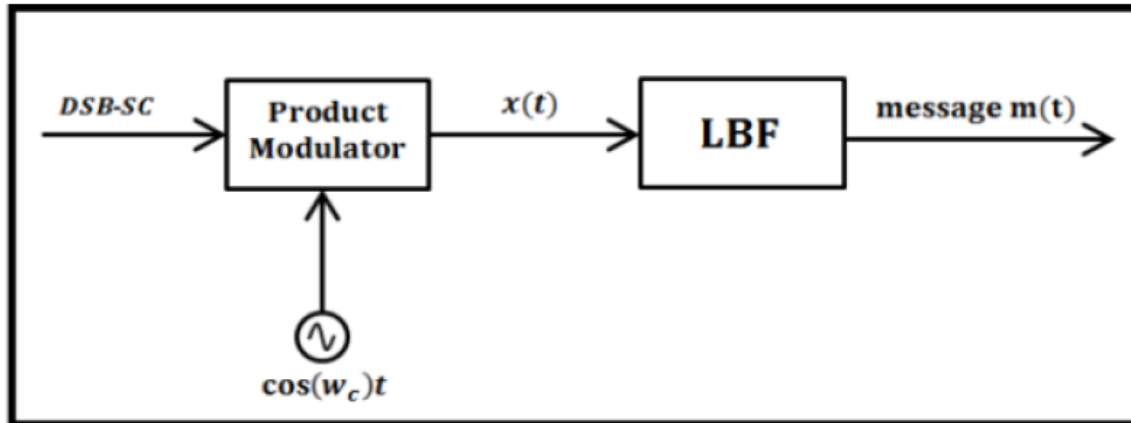 DSB-SC
Product
Modulator
x(t)
LBF
message m(t)
cos(w_c)t